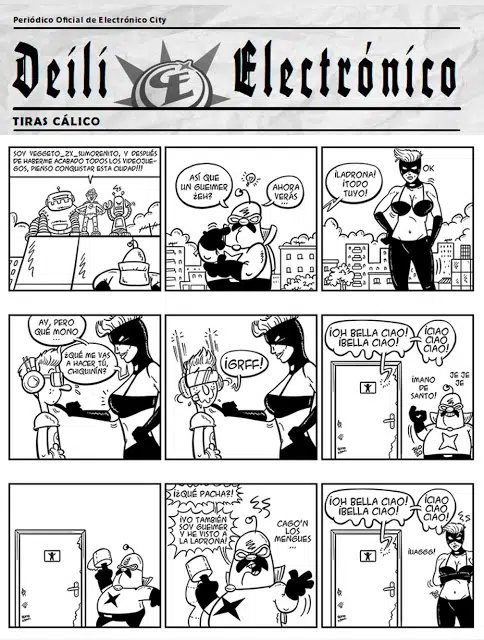 Periódico Oficial de Electrónico City
Deili
CE
Electrónico
TIRAS CÁLICO
SOY VEGGETO_ZX_SUMORENITO, Y DESPUÉS
DE HABERME ACABADO TODOS LOS VIDEOJUE-
GOS, PIENSO CONQUISTAR ESTA CIUDAD!!!
ASÍ QUE
UN GUEIMER
¿EH?
AHORA
VERÁS
...
¡LADRONA!
¡TODO
TUYO!
OK
AY, PERO
QUÉ MONO
...
¿QUÉ ME VAS
A HACER TÚ,
CHIQUININ?
¡GRFF!
¡OH BELLA CIAO!
¡BELLA CIAO!
¡CIAO
CIAO
CIAO!
¡MANO
DE
SANTO!
JE JE
JE
¡¿QUÉ PACHA?!
¡YO TAMBIÉN
SOY GUEIMER
Y HE VISTO A
LA LADRONA!
CAGO'N
LOS
MENGUES
...
¡OH BELLA CIAO!
¡BELLA CIAO!
¡CIAO
CIAO
CIAO!
¡UAGGG!